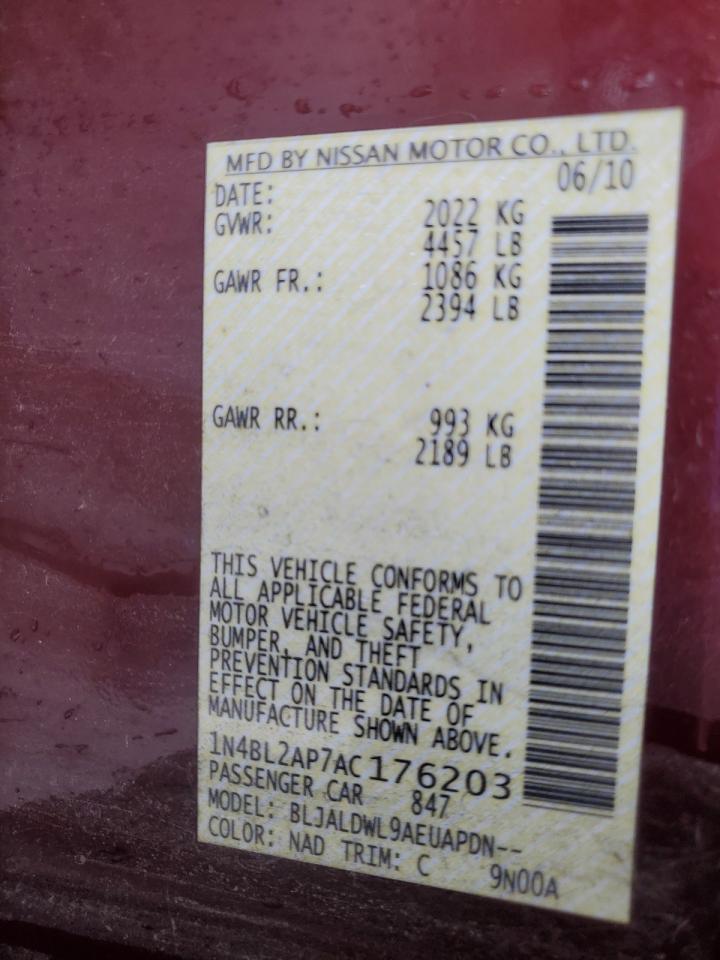 MFD BY NISSAN MOTOR CO., LTD.
DATE: 06/10
GVWR: 2022 KG
4457 LB
GAWR FR.: 1086 KG
2394 LB
GAWR RR.: 993 KG
2189 LB
THIS VEHICLE CONFORMS TO
ALL APPLICABLE FEDERAL
MOTOR VEHICLE SAFETY,
BUMPER, AND THEFT
PREVENTION STANDARDS IN
EFFECT ON THE DATE OF
MANUFACTURE SHOWN ABOVE.
1N4BL2AP7AC176203
PASSENGER CAR 847
MODEL: BLJALDWL9AEUAPDN--
COLOR: NAD TRIM: C 9N00A